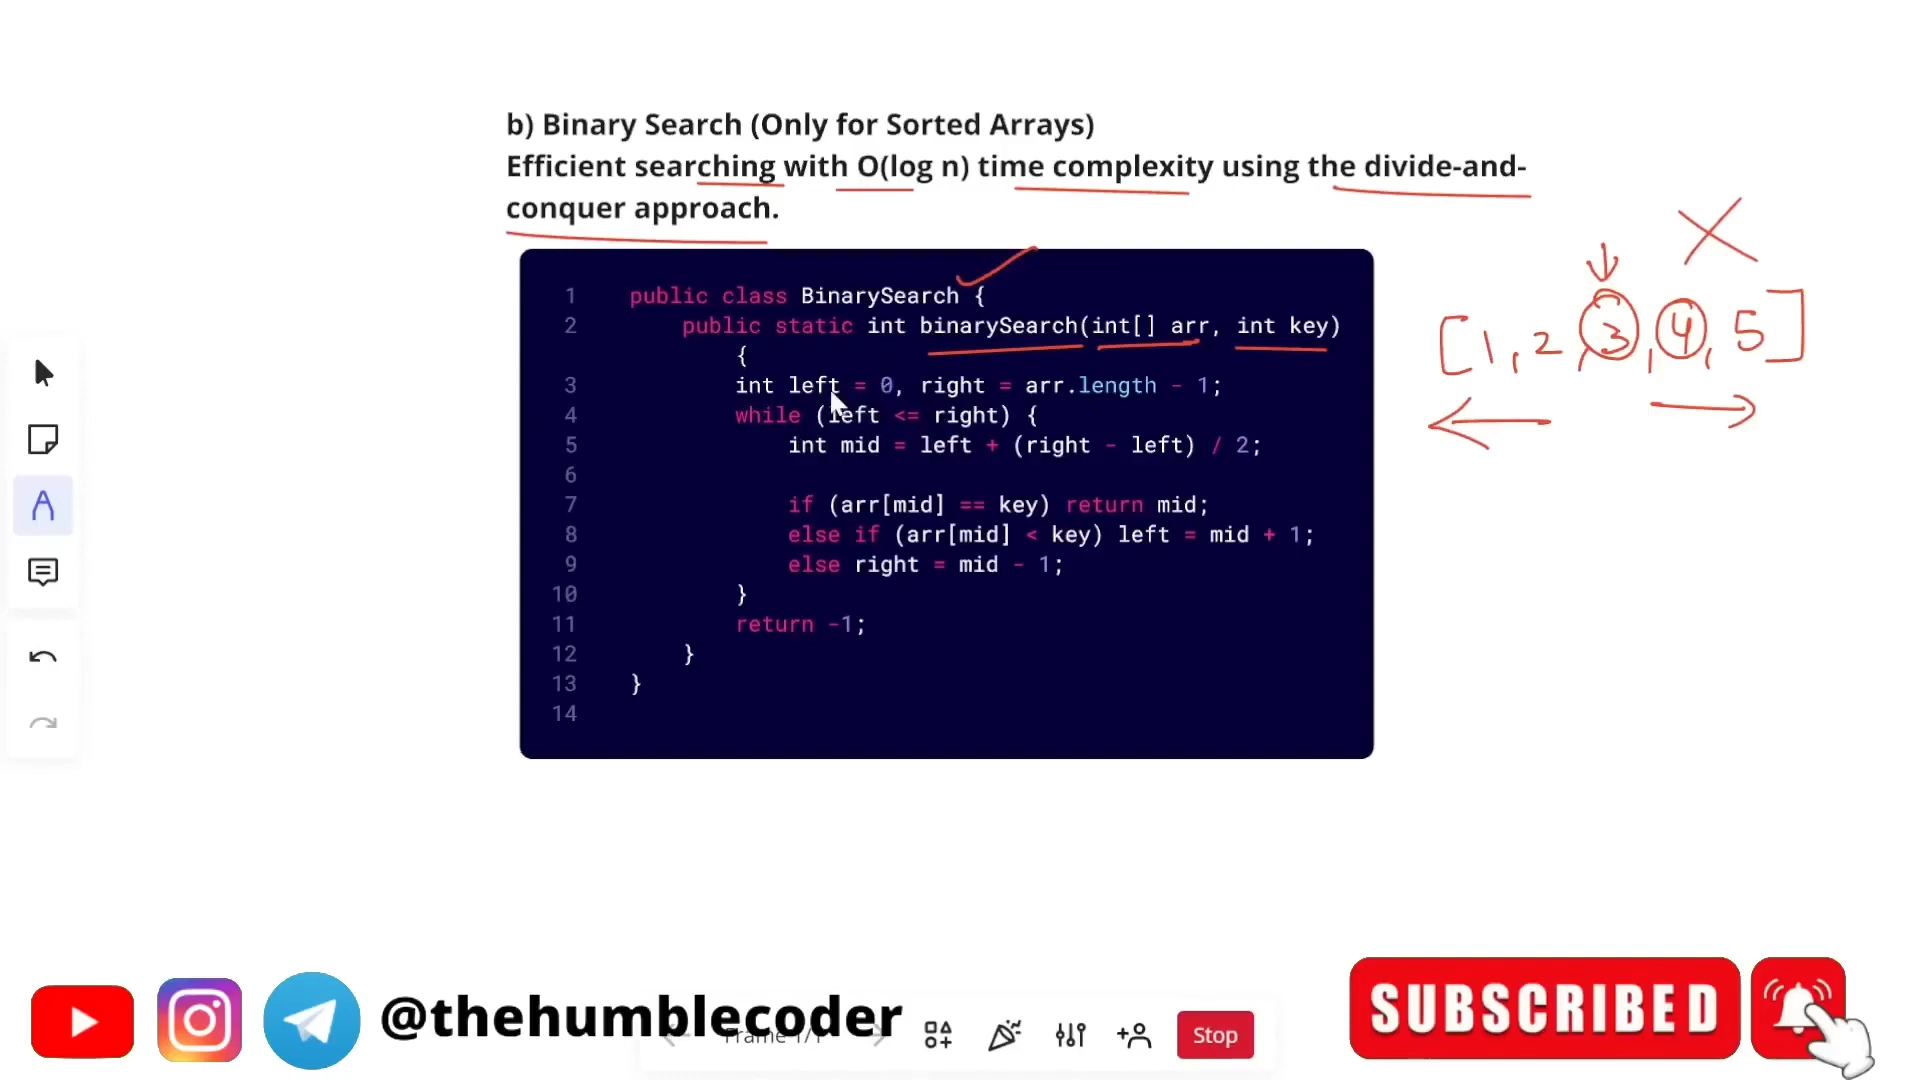 b) Binary Search (Only for Sorted Arrays)
Efficient searching with O(log n) time complexity using the divide-and-
conquer approach.
1 public class BinarySearch {
2 public static int binarySearch(int[] arr, int key)
{
3 int left = 0, right = arr.length - 1;
4 while (left <= right) {
5 int mid = left + (right - left) / 2;
6
7 if (arr[mid] == key) return mid;
8 else if (arr[mid] < key) left = mid + 1;
9 else right = mid - 1;
10 }
11 return -1;
12 }
13 }
14
[1, 2, 3, 4, 5]
@thehumblecoder
Frame 1/1
Stop
SUBSCRIBED